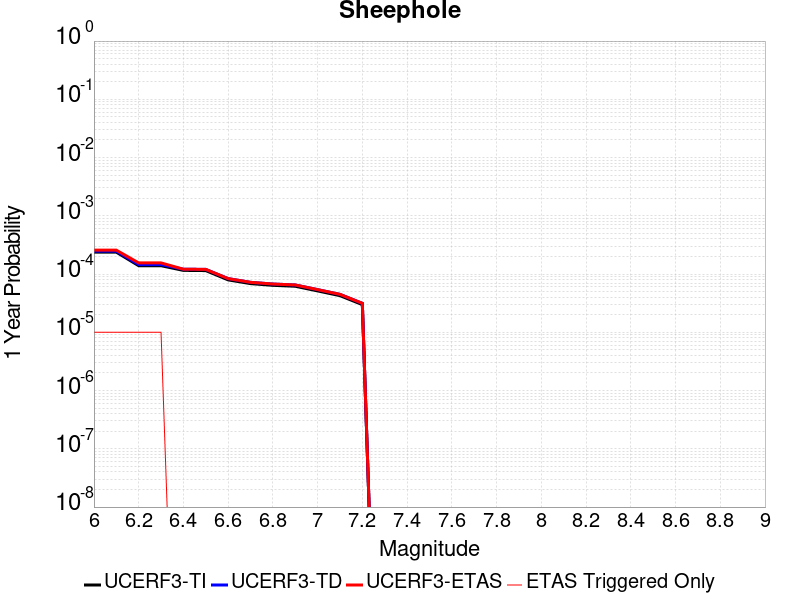 Sheephole
10^0
10^-1
10^-2
10^-3
10^-4
10^-5
10^-6
10^-7
10^-8
1 Year Probability
6 6.2 6.4 6.6 6.8 7 7.2 7.4 7.6 7.8 8 8.2 8.4 8.6 8.8 9
Magnitude
UCERF3-TI UCERF3-TD UCERF3-ETAS ETAS Triggered Only